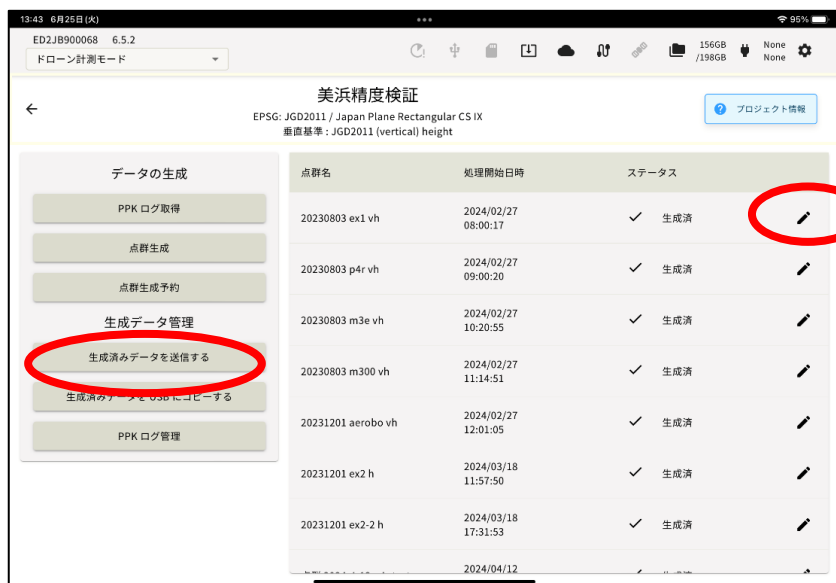 13:43 6月25日(火)
95%
ED2JB900068 6.5.2
ドローン計測モード
156GB
/198GB
None
None
美浜精度検証
EPSG: JGD2011 / Japan Plane Rectangular CS IX
垂直基準 : JGD2011 (vertical) height
プロジェクト情報
データの生成
PPK ログ取得
点群生成
点群生成予約
生成データ管理
生成済みデータを送信する
生成済みデータを USB にコピーする
PPK ログ管理
点群名 処理開始日時 ステータス
20230803 ex1 vh 2024/02/27 08:00:17 生成済
20230803 p4r vh 2024/02/27 09:00:20 生成済
20230803 m3e vh 2024/02/27 10:20:55 生成済
20230803 m300 vh 2024/02/27 11:14:51 生成済
20231201 aerobo vh 2024/02/27 12:01:05 生成済
20231201 ex2 h 2024/03/18 11:57:50 生成済
20231201 ex2-2 h 2024/03/18 17:31:53 生成済
2024/04/12